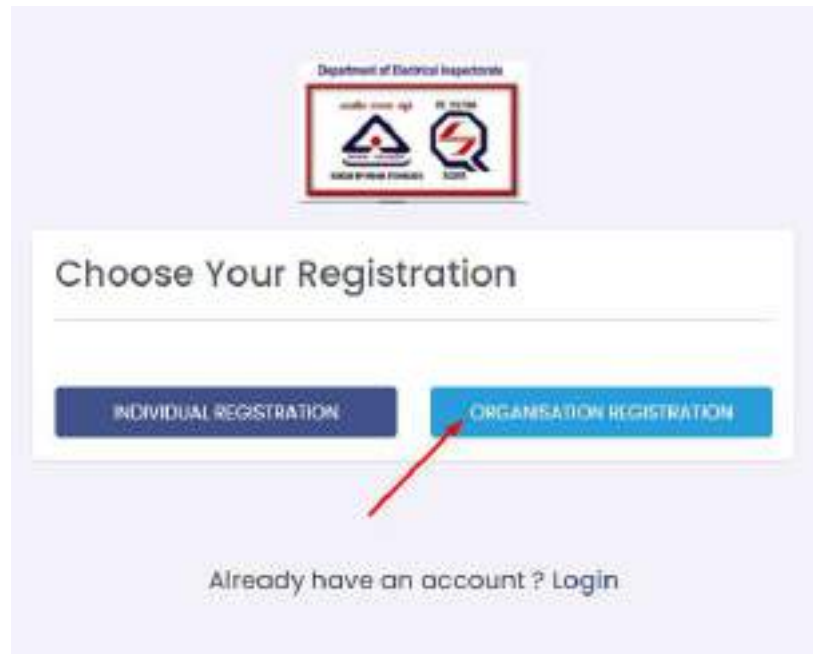 Department of Electrical Inspectorate
Choose Your Registration
INDIVIDUAL REGISTRATION
ORGANISATION REGISTRATION
Already have an account ? Login